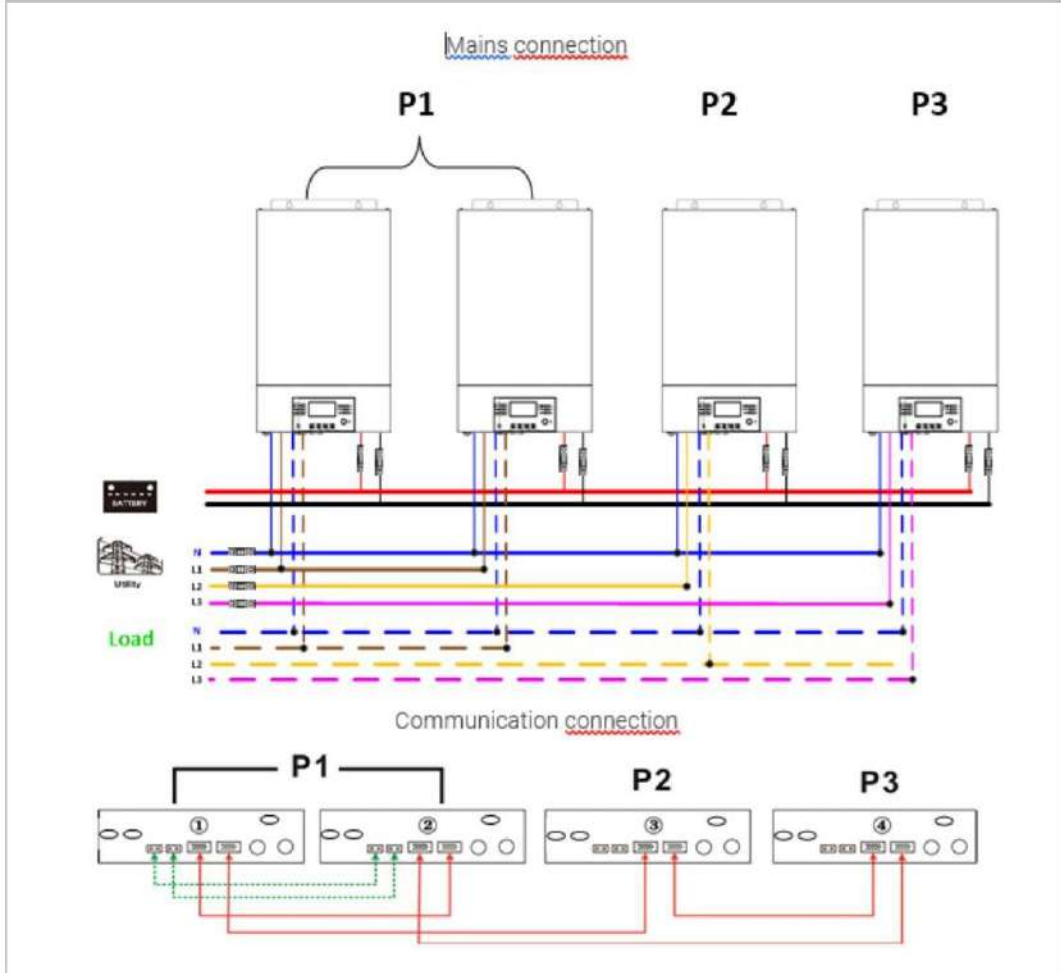 Mains connection
P1 P2 P3
BATTERY
N
L1
Utility
L2
L3
Load
N
L1
L2
L3
Communication connection
P1 P2 P3
① ② ③ ④